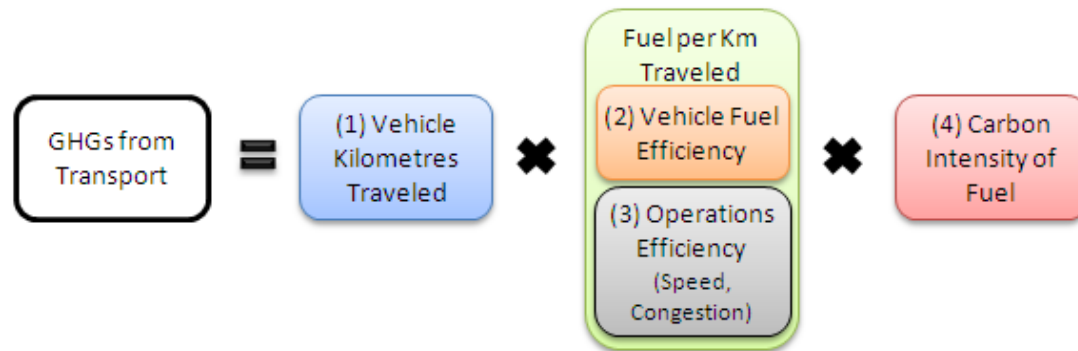 GHGs from
Transport
=
(1) Vehicle
Kilometres
Traveled
✖
Fuel per Km
Traveled
(2) Vehicle Fuel
Efficiency
(3) Operations
Efficiency
(Speed,
Congestion)
✖
(4) Carbon
Intensity of
Fuel